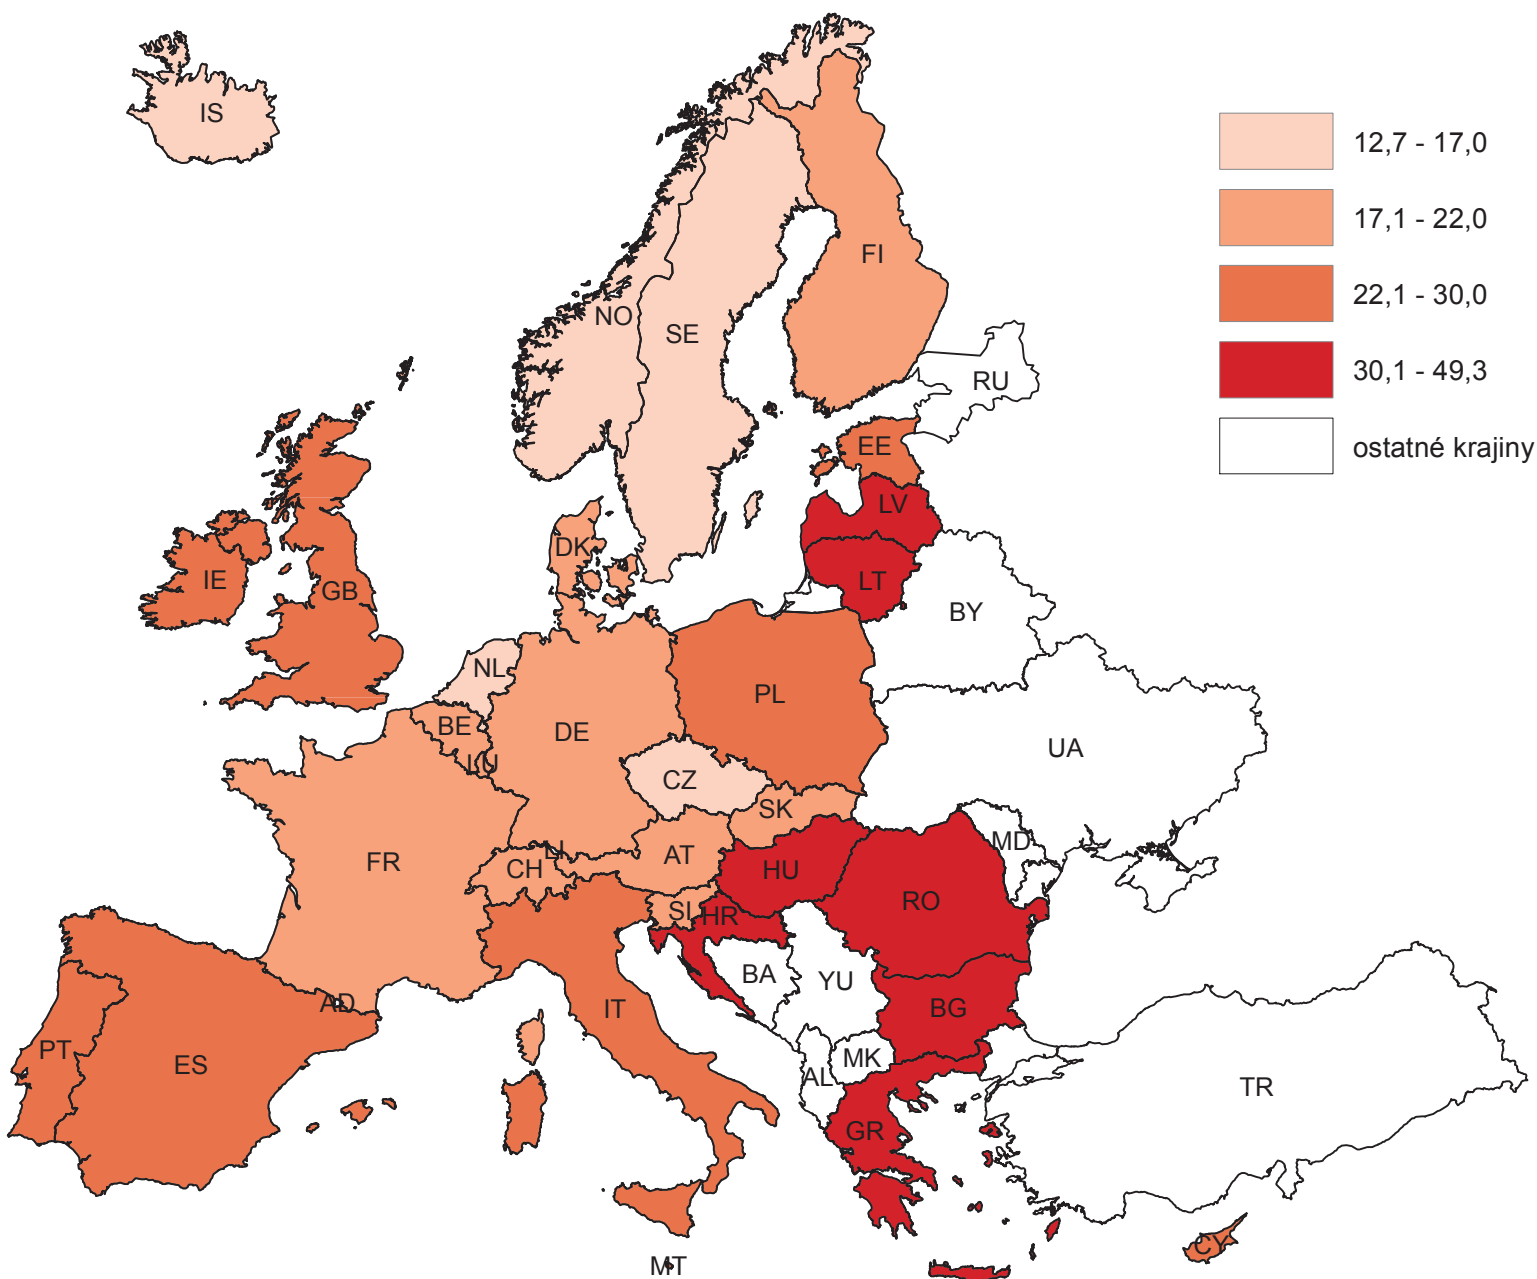 IS
12,7 - 17,0
17,1 - 22,0
FI
22,1 - 30,0
NO
SE
30,1 - 49,3
RU
EE
ostatné krajiny
LV
DK
IE
LT
GB
BY
NL
PL
BE
DE
UA
LU
CZ
SK
MD
LI
AT
FR
CH
HU
RO
SI
HR
BA
YU
AD
IT
BG
PT
MK
ES
AL
TR
GR
CY
MT